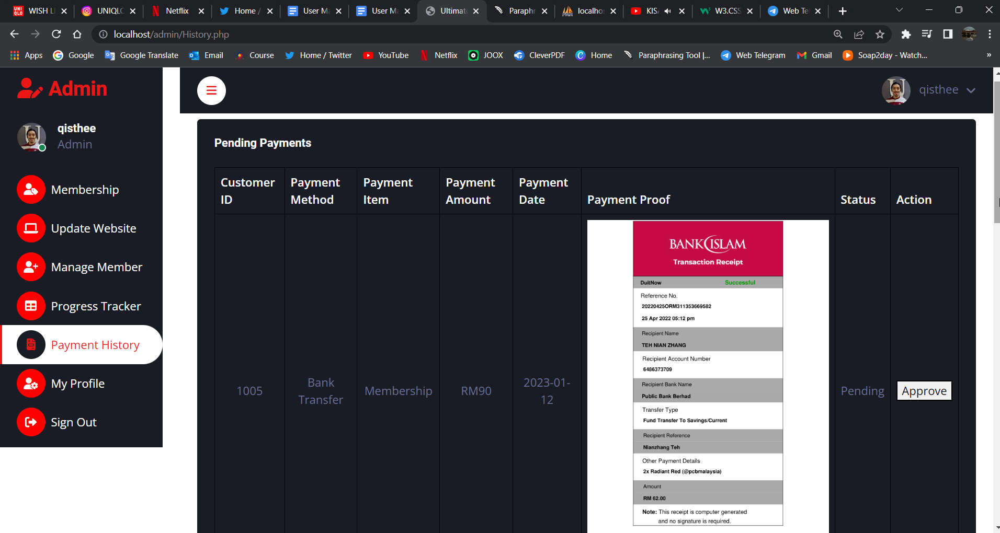 WISH LI
UNIQLO
Netflix
Home /
User Ma
User Ma
Ultimat
Paraphr
localhos
KIS
W3.CSS
Web Te
localhost/admin/History.php
Apps
Google
Google Translate
Email
Course
Home / Twitter
YouTube
Netflix
JOOX
CleverPDF
Home
Paraphrasing Tool |...
Web Telegram
Gmail
Soap2day - Watch...
»
Admin
qisthee
Admin
Membership
Update Website
Manage Member
Progress Tracker
Payment History
My Profile
Sign Out
qisthee
Pending Payments
Customer ID
Payment Method
Payment Item
Payment Amount
Payment Date
Payment Proof
Status
Action
1005
Bank Transfer
Membership
RM90
2023-01-12
BANK ISLAM
Transaction Receipt
DuitNow
Successful
Reference No.
20220425ORM311353669582
25 Apr 2022 05:12 pm
Recipient Name
TEH NIAN ZHANG
Recipient Account Number
6486373709
Recipient Bank Name
Public Bank Berhad
Transfer Type
Fund Transfer To Savings/Current
Recipient Reference
Nianzhang Teh
Other Payment Details
2x Radiant Red (@pcbmalaysia)
Amount
RM 62.00
Note: This receipt is computer generated
and no signature is required.
Pending
Approve